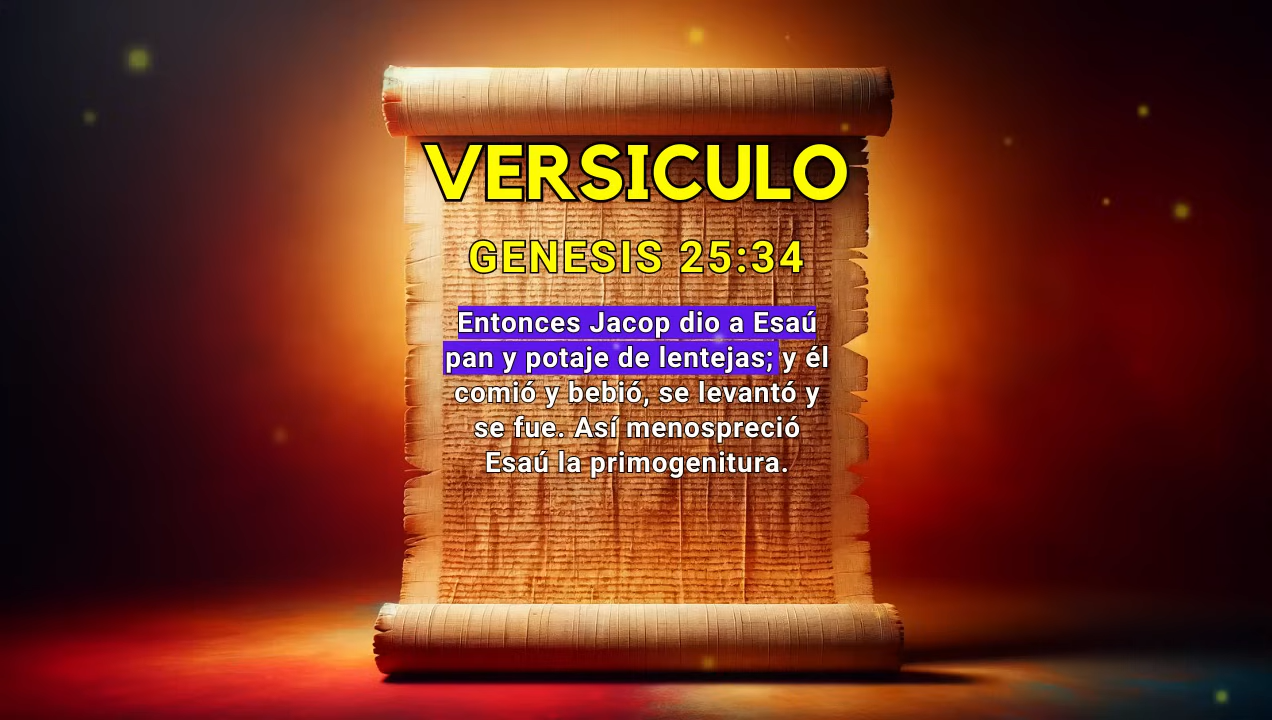 VERSICULO
GENESIS 25:34
Entonces Jacop dio a Esaú
pan y potaje de lentejas; y él
comió y bebió, se levantó y
se fue. Así menospreció
Esaú la primogenitura.